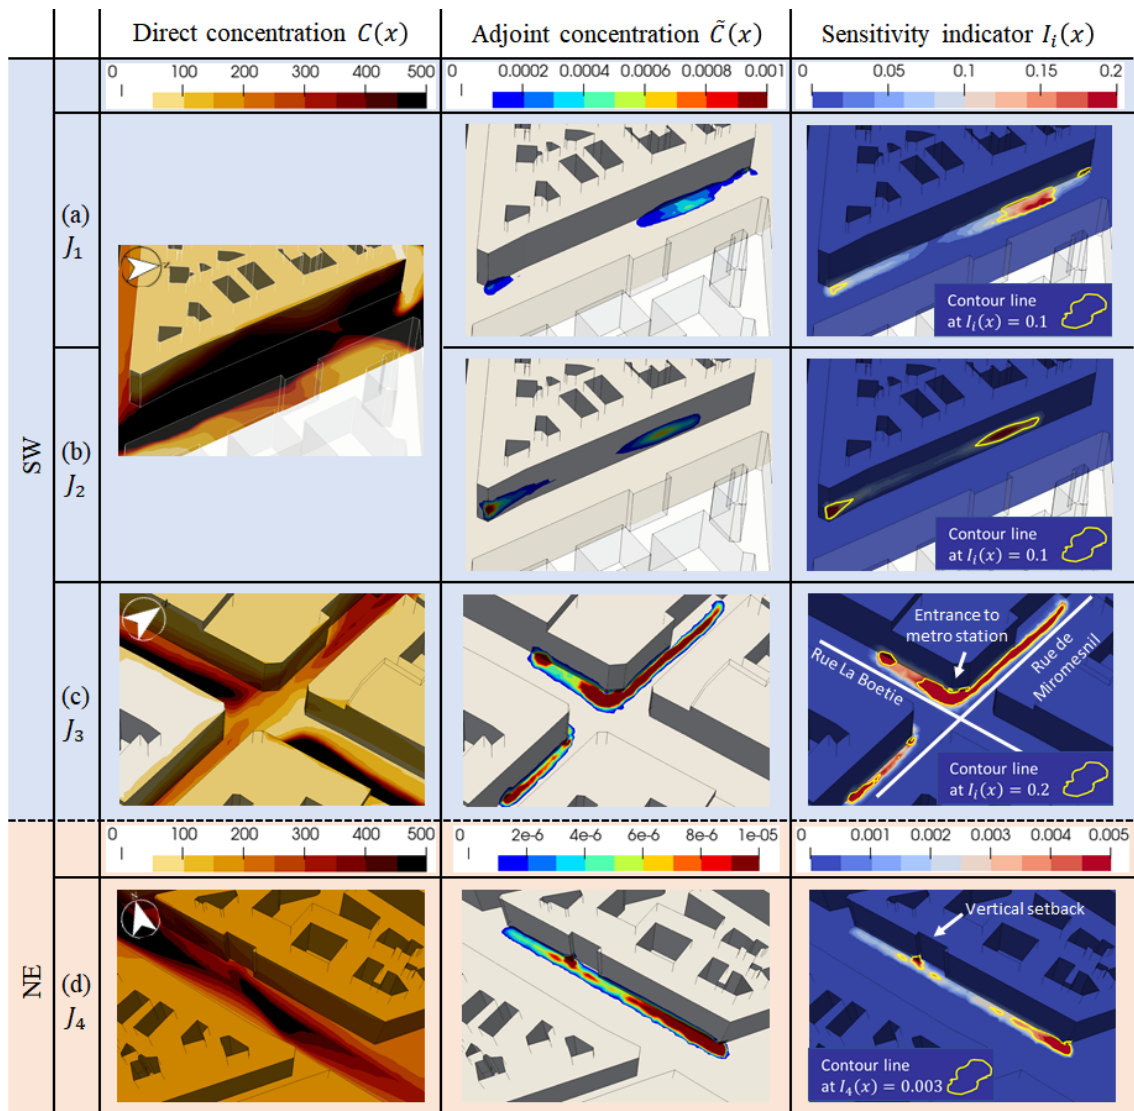 Direct concentration C(x)
Adjoint concentration C̃(x)
Sensitivity indicator Iᵢ(x)
0 100 200 300 400 500
0 0.0002 0.0004 0.0006 0.0008 0.001
0 0.05 0.1 0.15 0.2
SW
(a)
J₁
Contour line
at Iᵢ(x) = 0.1
(b)
J₂
Contour line
at Iᵢ(x) = 0.1
(c)
J₃
Entrance to
metro station
Rue La Boetie
Rue de
Miromesnil
Contour line
at Iᵢ(x) = 0.2
0 100 200 300 400 500
0 2e-6 4e-6 6e-6 8e-6 1e-05
0 0.001 0.002 0.003 0.004 0.005
NE
(d)
J₄
Vertical setback
Contour line
at I₄(x) = 0.003